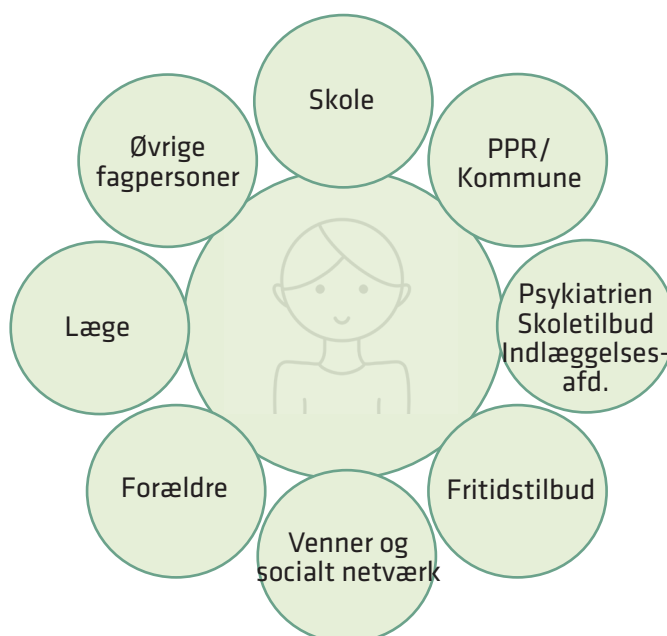 Skole
PPR/
Kommune
Psykiatrien
Skoletilbud
Indlæggelses-
afd.
Fritidstilbud
Venner og
socialt netværk
Forældre
Læge
Øvrige
fagpersoner